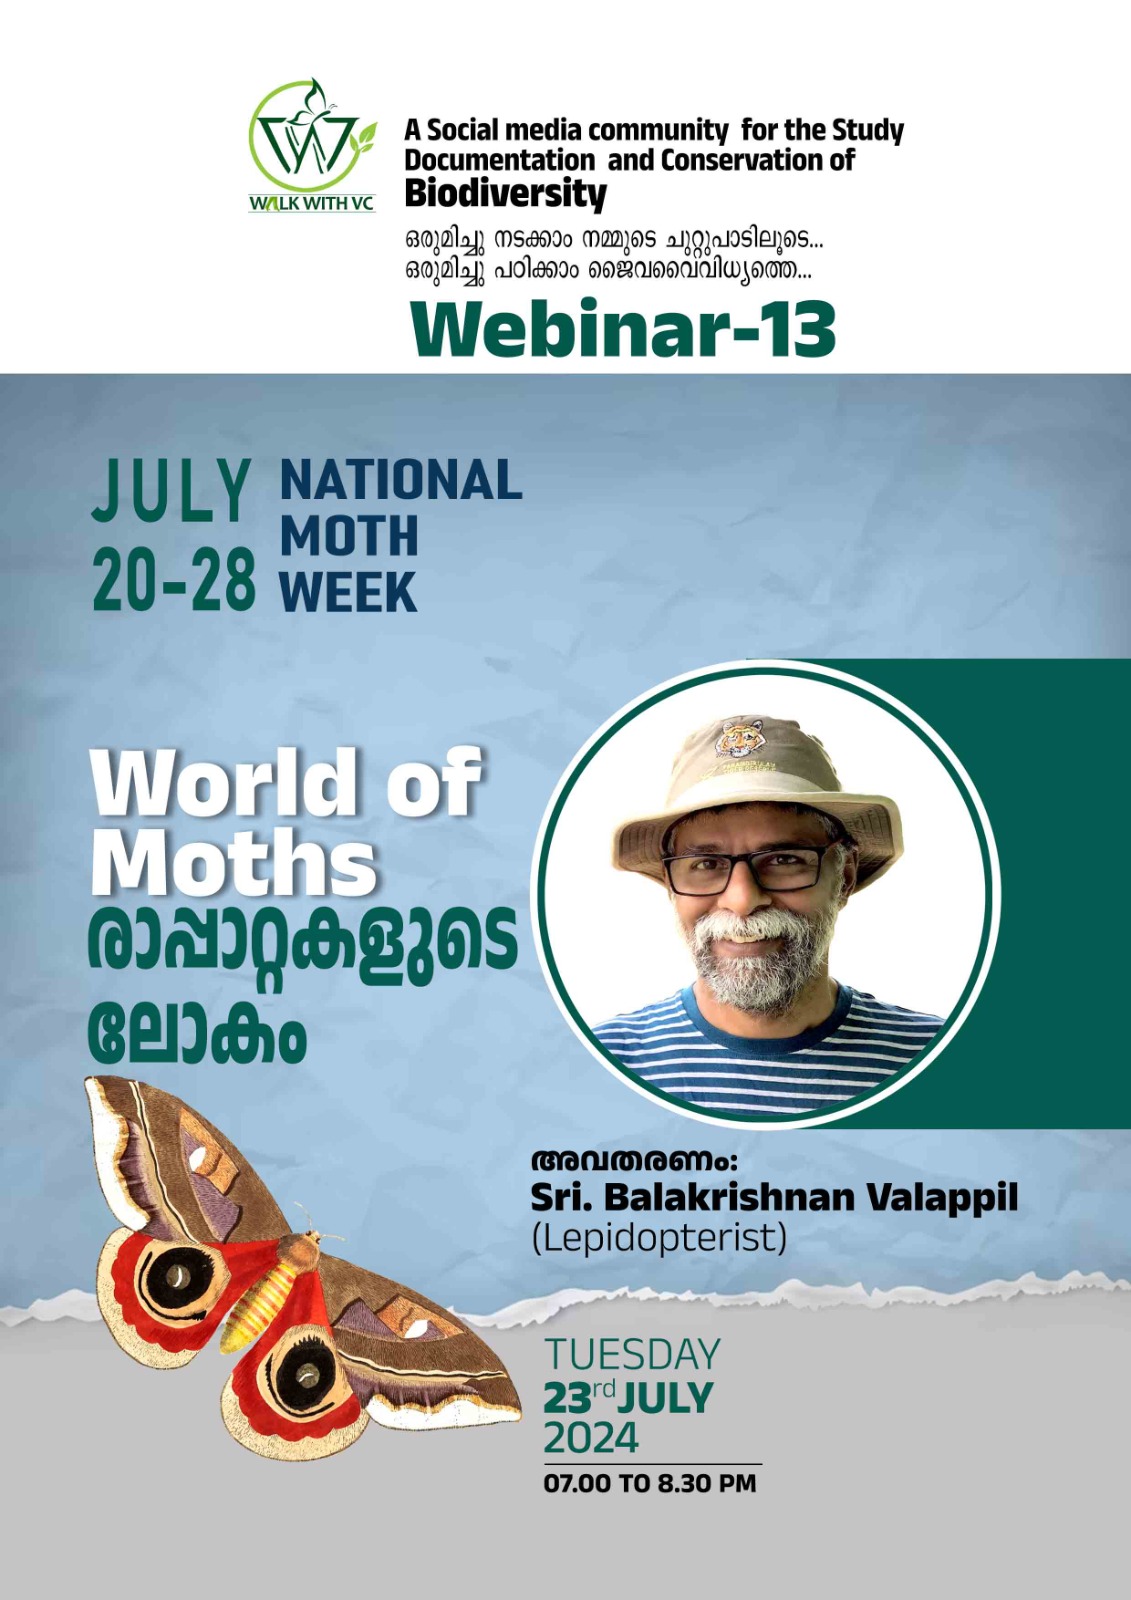 WALK WITH VC
A Social media community for the Study
Documentation and Conservation of
Biodiversity
ഒരുമിച്ചു നടക്കാം നമ്മുടെ ചുറ്റുപാടിലൂടെ...
ഒരുമിച്ചു പഠിക്കാം ജൈവവൈവിധ്യത്തെ...
Webinar-13
JULY
20-28
NATIONAL
MOTH
WEEK
World of
Moths
രാപ്പാറ്റകളുടെ
ലോകം
അവതരണം:
Sri. Balakrishnan Valappil
(Lepidopterist)
TUESDAY
23rd JULY
2024
07.00 TO 8.30 PM